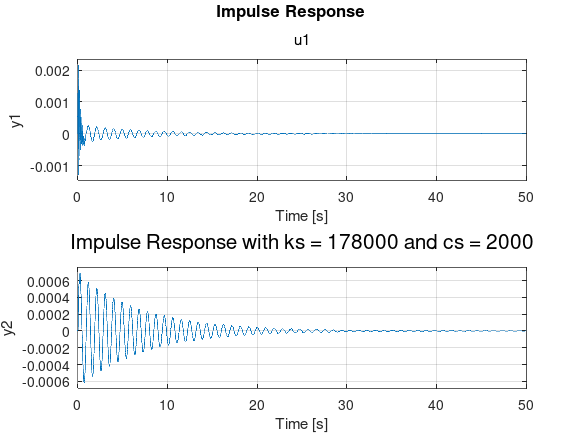 Impulse Response
u1
0.002
0.001
0
-0.001
y1
0 10 20 30 40 50
Time [s]
Impulse Response with ks = 178000 and cs = 2000
0.0006
0.0004
0.0002
0
-0.0002
-0.0004
-0.0006
y2
0 10 20 30 40 50
Time [s]